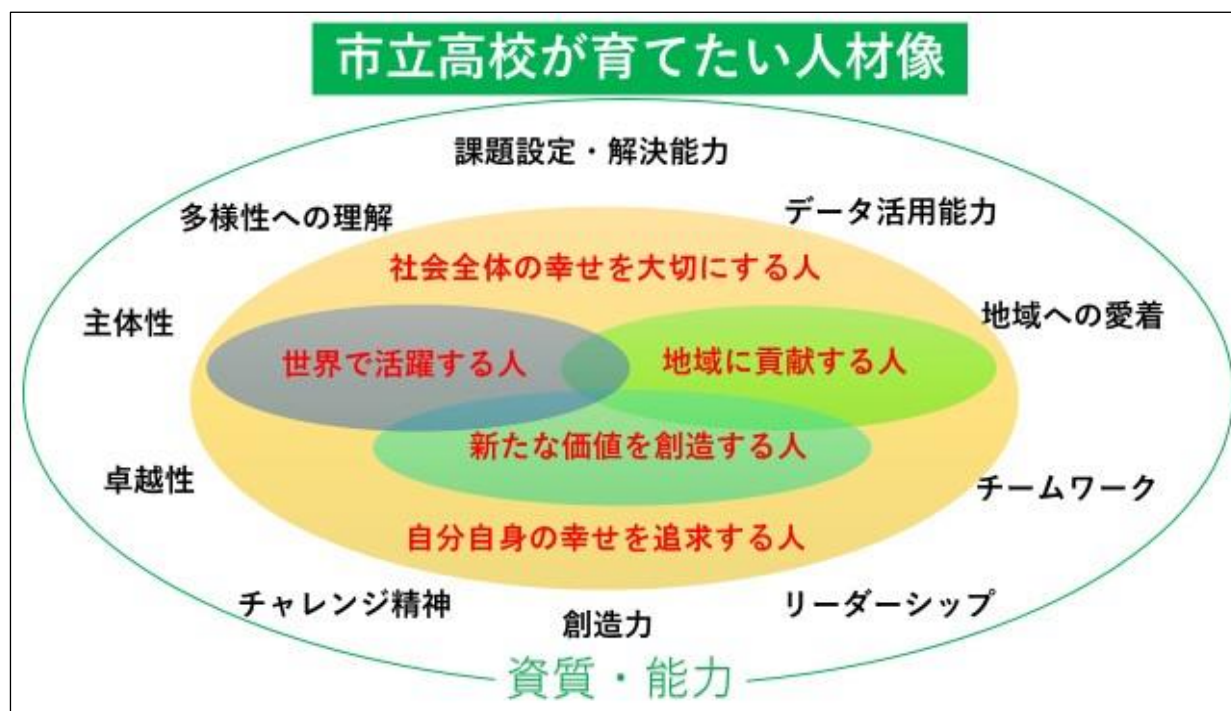 市立高校が育てたい人材像
課題設定・解決能力
多様性への理解
データ活用能力
社会全体の幸せを大切にする人
主体性
地域への愛着
世界で活躍する人
地域に貢献する人
新たな価値を創造する人
卓越性
チームワーク
自分自身の幸せを追求する人
チャレンジ精神
リーダーシップ
創造力
資質・能力